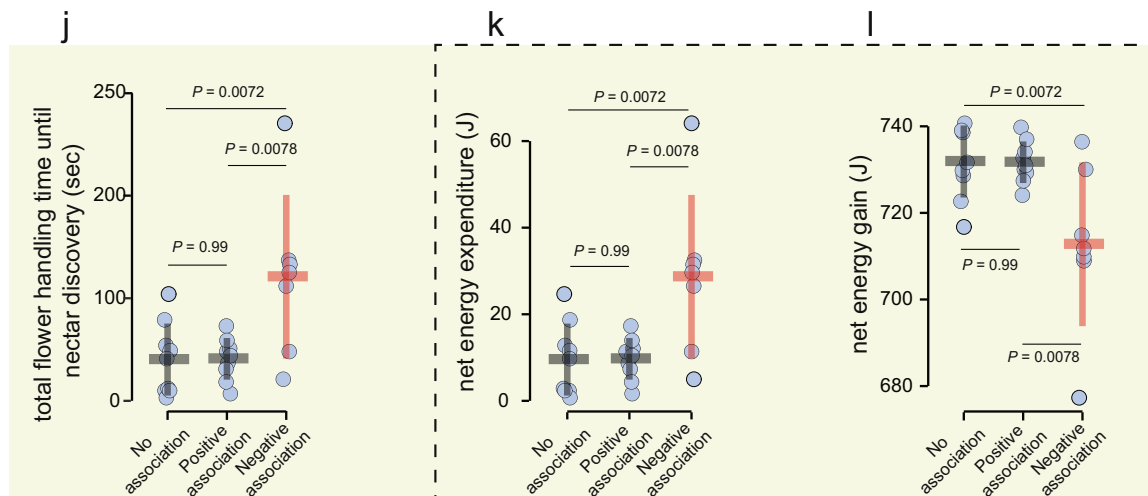 j
total flower handling time until
nectar discovery (sec)
250
200
100
0
P = 0.0072
P = 0.0078
P = 0.99
No
association
Positive
association
Negative
association
k
net energy expenditure (J)
60
40
20
0
P = 0.0072
P = 0.0078
P = 0.99
No
association
Positive
association
Negative
association
l
net energy gain (J)
740
720
700
680
P = 0.0072
P = 0.99
P = 0.0078
No
association
Positive
association
Negative
association